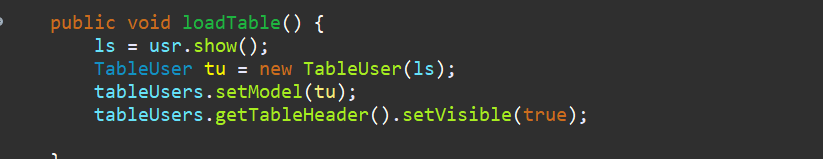 public void loadTable() {
ls = usr.show();
TableUser tu = new TableUser(ls);
tableUsers.setModel(tu);
tableUsers.getTableHeader().setVisible(true);
}